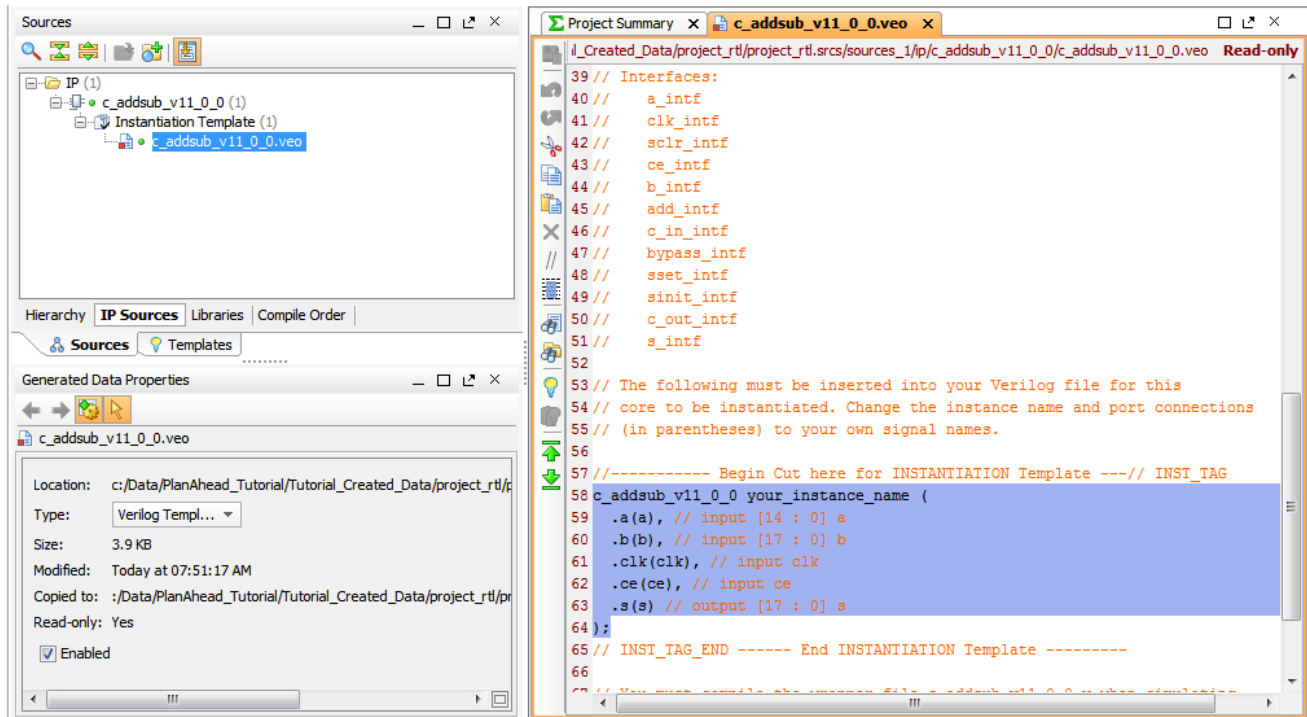 Sources
IP (1)
c_addsub_v11_0_0 (1)
Instantiation Template (1)
c_addsub_v11_0_0.veo
Hierarchy IP Sources Libraries Compile Order
Sources Templates
Generated Data Properties
c_addsub_v11_0_0.veo
Location: c:/Data/PlanAhead_Tutorial/Tutorial_Created_Data/project_rtl/p
Type: Verilog Templ...
Size: 3.9 KB
Modified: Today at 07:51:17 AM
Copied to: :/Data/PlanAhead_Tutorial/Tutorial_Created_Data/project_rtl/pr
Read-only: Yes
Enabled
Project Summary c_addsub_v11_0_0.veo
il_Created_Data/project_rtl/project_rtl.srcs/sources_1/ip/c_addsub_v11_0_0/c_addsub_v11_0_0.veo Read-only
39 // Interfaces:
40 // a_intf
41 // clk_intf
42 // sclr_intf
43 // ce_intf
44 // b_intf
45 // add_intf
46 // c_in_intf
47 // bypass_intf
48 // sset_intf
49 // sinit_intf
50 // c_out_intf
51 // s_intf
52
53 // The following must be inserted into your Verilog file for this
54 // core to be instantiated. Change the instance name and port connections
55 // (in parentheses) to your own signal names.
56
57 //----------- Begin Cut here for INSTANTIATION Template ---// INST_TAG
58 c_addsub_v11_0_0 your_instance_name (
59 .a(a), // input [14 : 0] a
60 .b(b), // input [17 : 0] b
61 .clk(clk), // input clk
62 .ce(ce), // input ce
63 .s(s) // output [17 : 0] s
64 );
65 // INST_TAG_END ------ End INSTANTIATION Template ---------
66